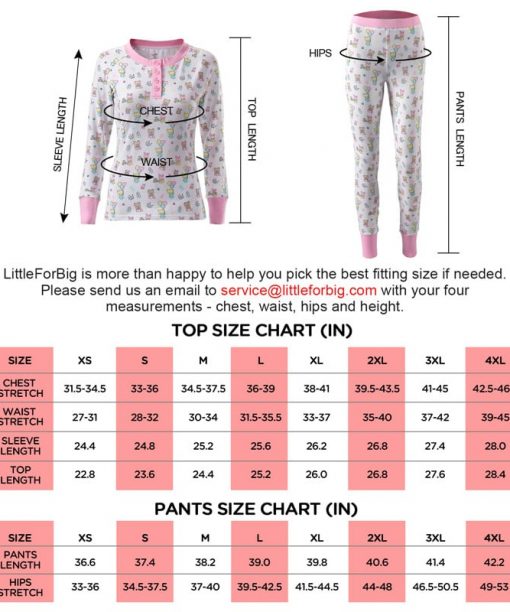 HIPS
SLEEVE LENGTH
CHEST
WAIST
TOP LENGTH
PANTS LENGTH
LittleForBig is more than happy to help you pick the best fitting size if needed.
Please send us an email to service@littleforbig.com with your four
measurements - chest, waist, hips and height.
TOP SIZE CHART (IN)
SIZE XS S M L XL 2XL 3XL 4XL
CHEST STRETCH 31.5-34.5 33-36 34.5-37.5 36-39 38-41 39.5-43.5 41-45 42.5-46
WAIST STRETCH 27-31 28-32 30-34 31.5-35.5 33-37 35-40 37-42 39-45
SLEEVE LENGTH 24.4 24.8 25.2 25.6 26.2 26.8 27.4 28.0
TOP LENGTH 22.8 23.6 24.4 25.2 26.0 26.8 27.6 28.4
PANTS SIZE CHART (IN)
SIZE XS S M L XL 2XL 3XL 4XL
PANTS LENGTH 36.6 37.4 38.2 39.0 39.8 40.6 41.4 42.2
HIPS STRETCH 33-36 34.5-37.5 37-40 39.5-42.5 41.5-44.5 44-48 46.5-50.5 49-53